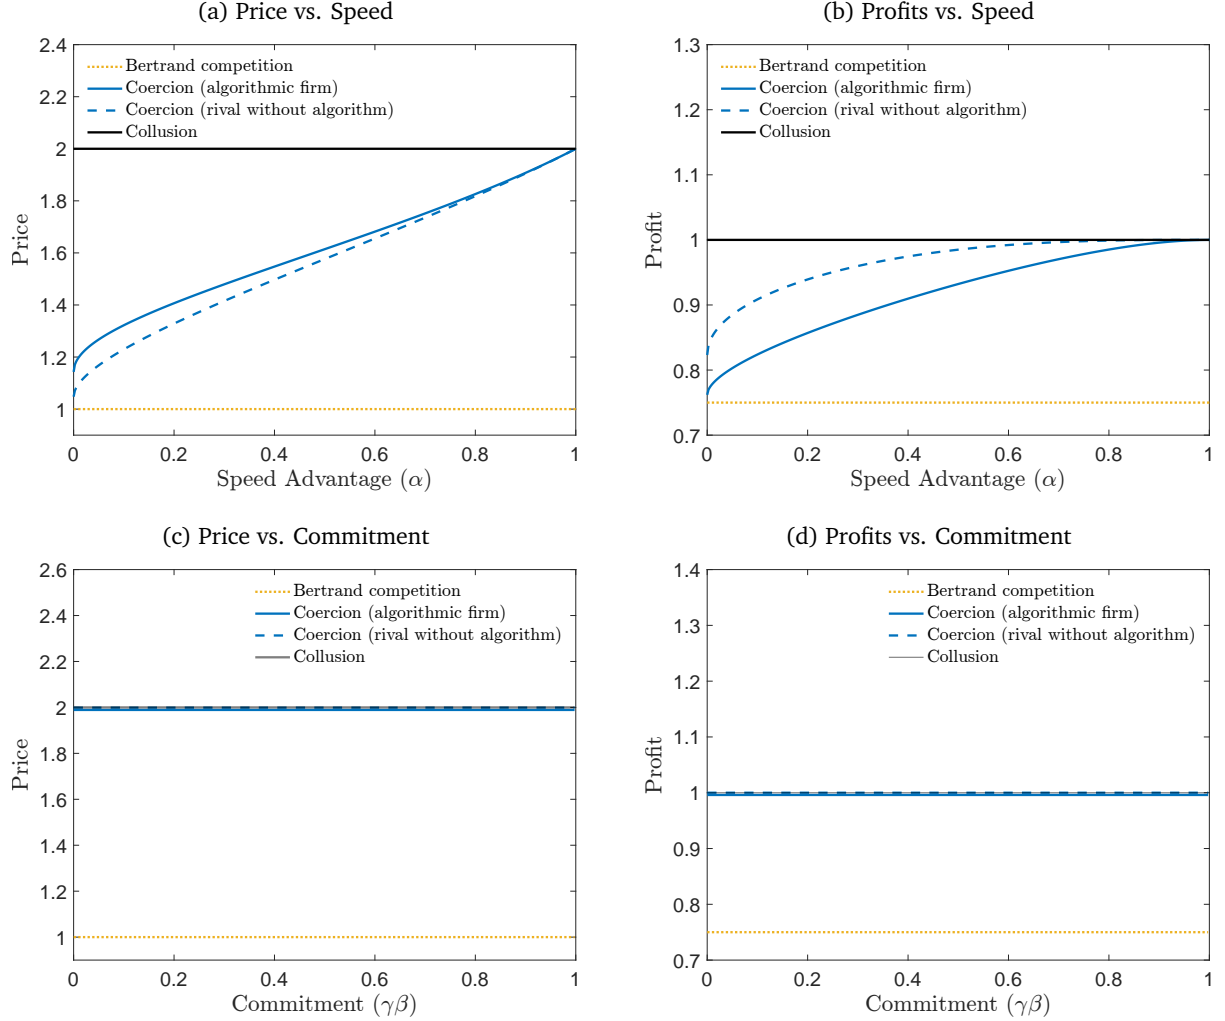 (a) Price vs. Speed
2.4
2.2
2
1.8
1.6
1.4
1.2
1
Price
Bertrand competition
Coercion (algorithmic firm)
Coercion (rival without algorithm)
Collusion
0 0.2 0.4 0.6 0.8 1
Speed Advantage (α)
(b) Profits vs. Speed
1.3
1.2
1.1
1
0.9
0.8
0.7
Profit
Bertrand competition
Coercion (algorithmic firm)
Coercion (rival without algorithm)
Collusion
0 0.2 0.4 0.6 0.8 1
Speed Advantage (α)
(c) Price vs. Commitment
2.6
2.4
2.2
2
1.8
1.6
1.4
1.2
1
Price
Bertrand competition
Coercion (algorithmic firm)
Coercion (rival without algorithm)
Collusion
0 0.2 0.4 0.6 0.8 1
Commitment (γβ)
(d) Profits vs. Commitment
1.4
1.3
1.2
1.1
1
0.9
0.8
0.7
Profit
Bertrand competition
Coercion (algorithmic firm)
Coercion (rival without algorithm)
Collusion
0 0.2 0.4 0.6 0.8 1
Commitment (γβ)